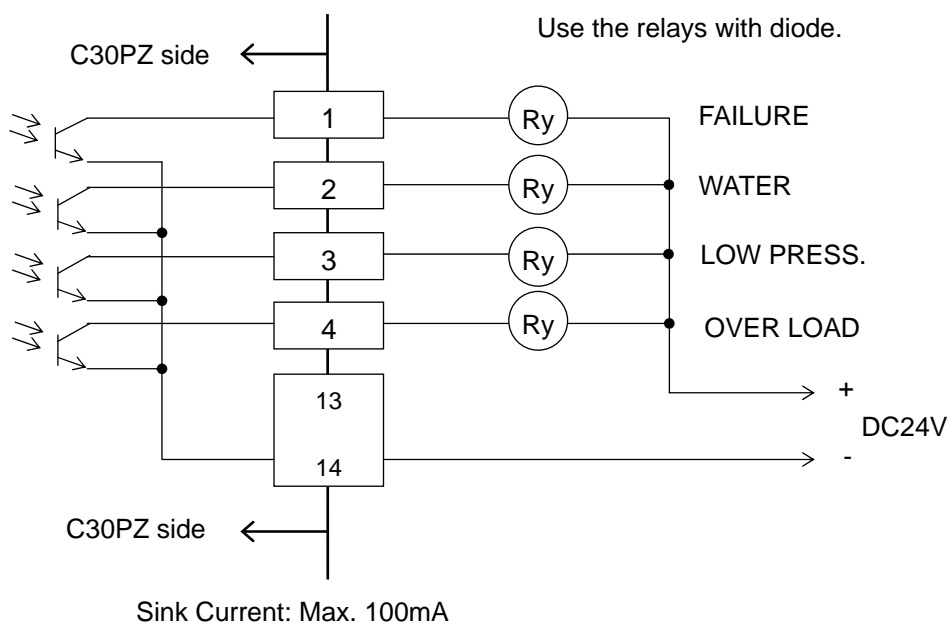 Use the relays with diode.
C30PZ side
1 Ry FAILURE
2 Ry WATER
3 Ry LOW PRESS.
4 Ry OVER LOAD
13 +
DC24V
14 -
C30PZ side
Sink Current: Max. 100mA